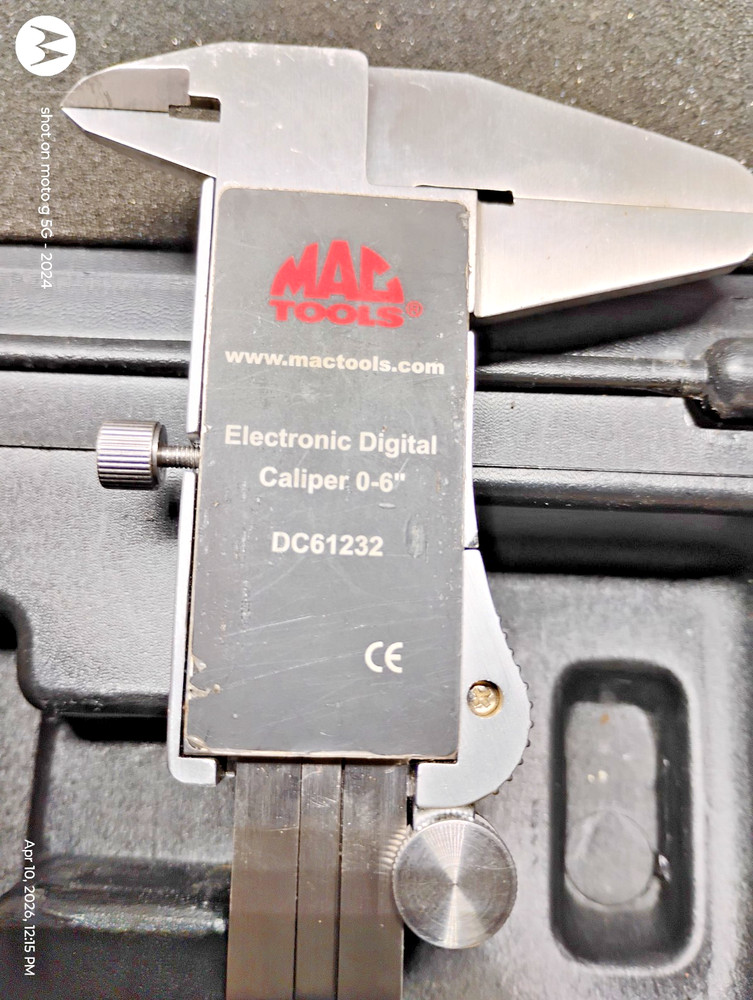 MAC
TOOLS®
www.mactools.com
Electronic Digital
Caliper 0-6"
DC61232
CE
shot on moto g 5G - 2024
Apr 10, 2026, 12:15 PM